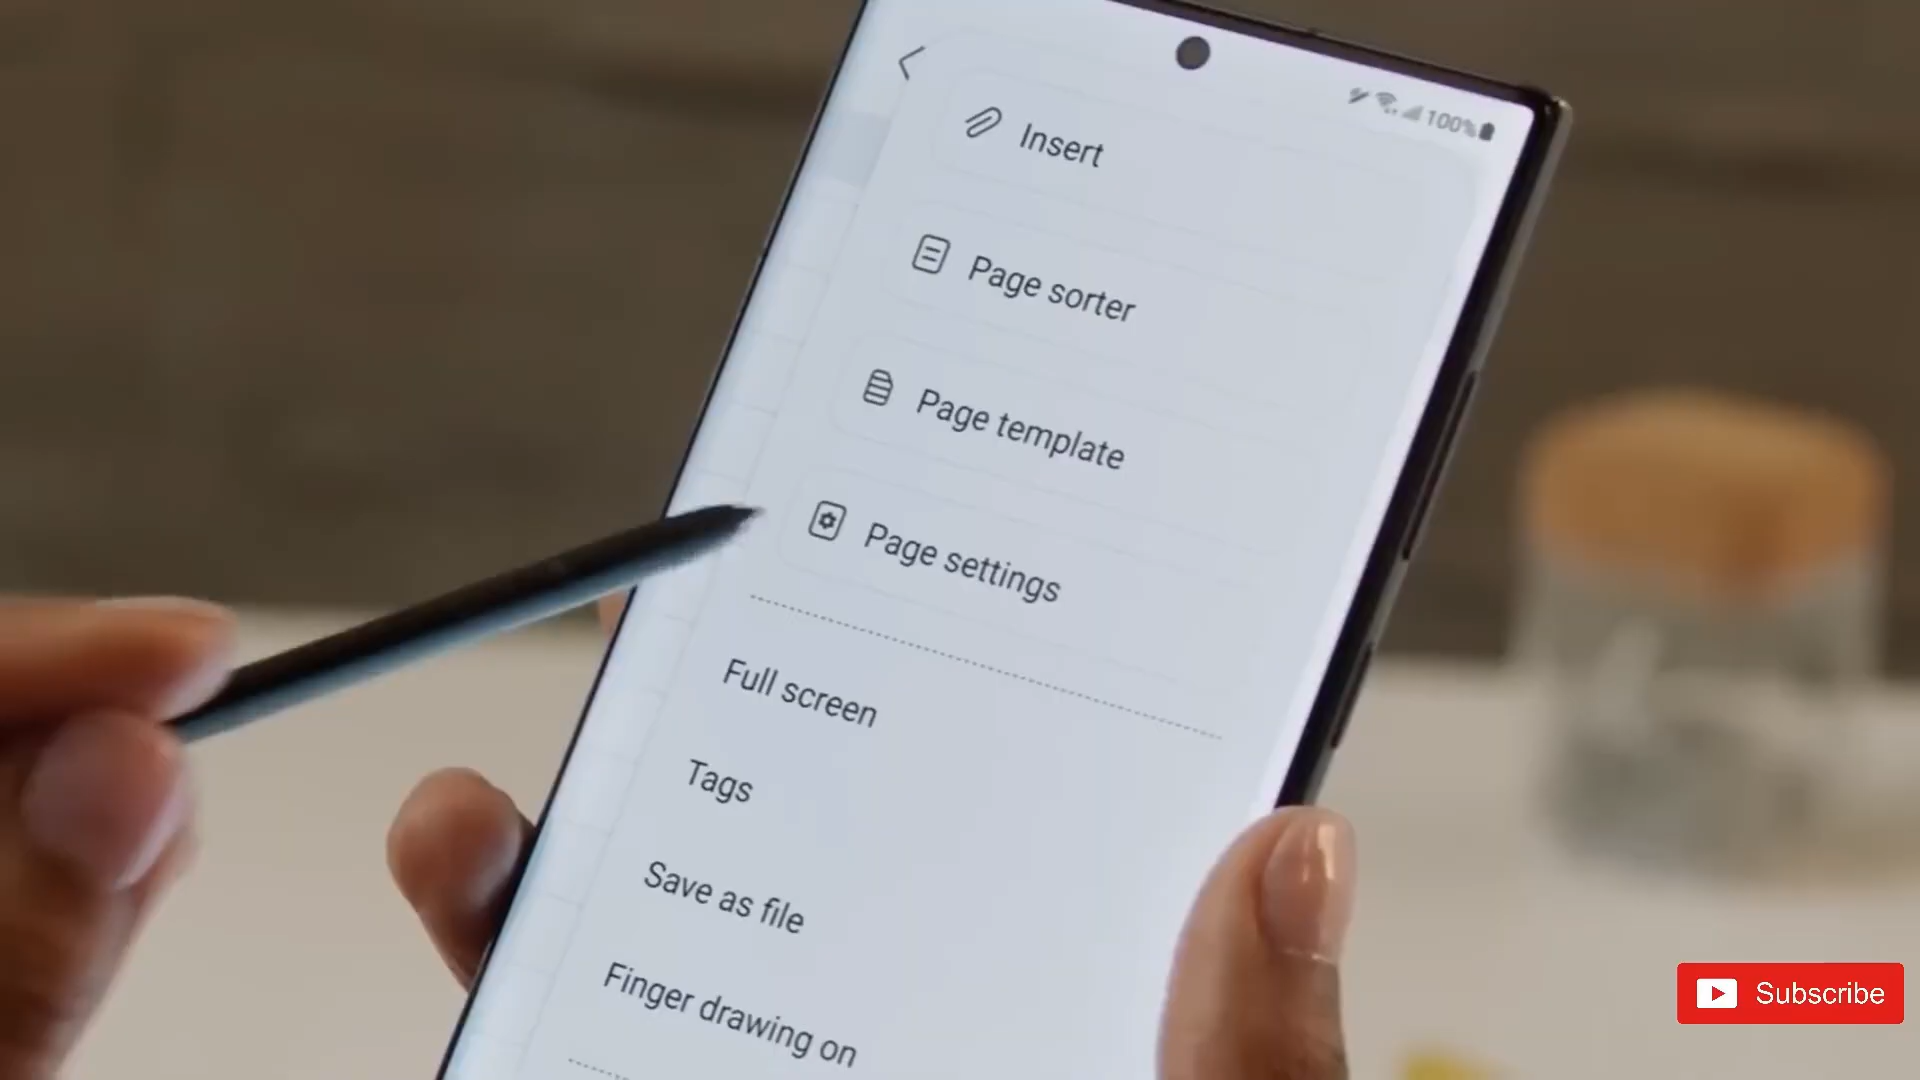 100%
Insert
Page sorter
Page template
Page settings
Full screen
Tags
Save as file
Finger drawing on
Subscribe